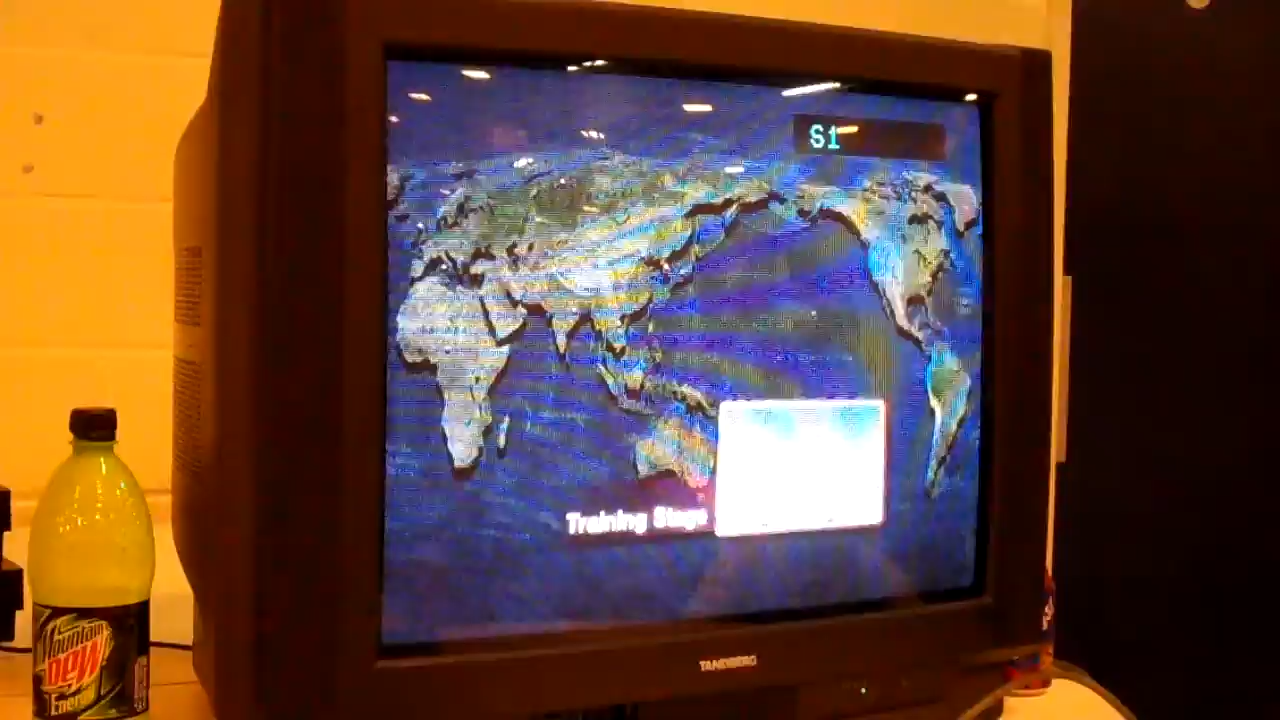 S1
Training Stage
TANDBERG
Mountain
DEW
Energy